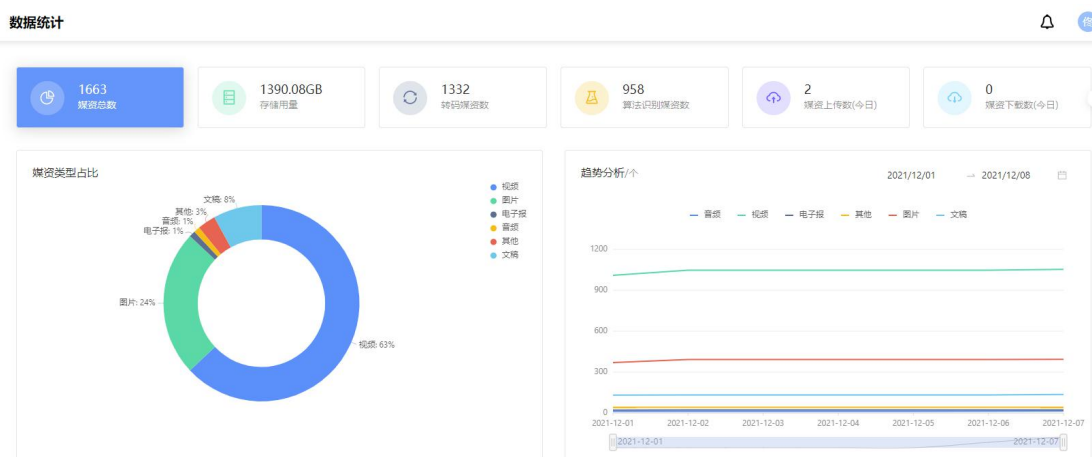 数据统计
1663
媒资总数
1390.08GB
存储用量
1332
转码媒资数
958
算法识别媒资数
2
媒资上传数(今日)
0
媒资下载数(今日)
媒资类型占比
视频
图片
电子报
音频
其他
文稿
文稿: 8%
其他: 3%
音频: 1%
电子报: 1%
图片: 24%
视频: 63%
趋势分析/个
2021/12/01 → 2021/12/08
音频 视频 电子报 其他 图片 文稿
1200
900
600
300
0
2021-12-01 2021-12-02 2021-12-03 2021-12-04 2021-12-05 2021-12-06 2021-12-07
2021-12-01 2021-12-07